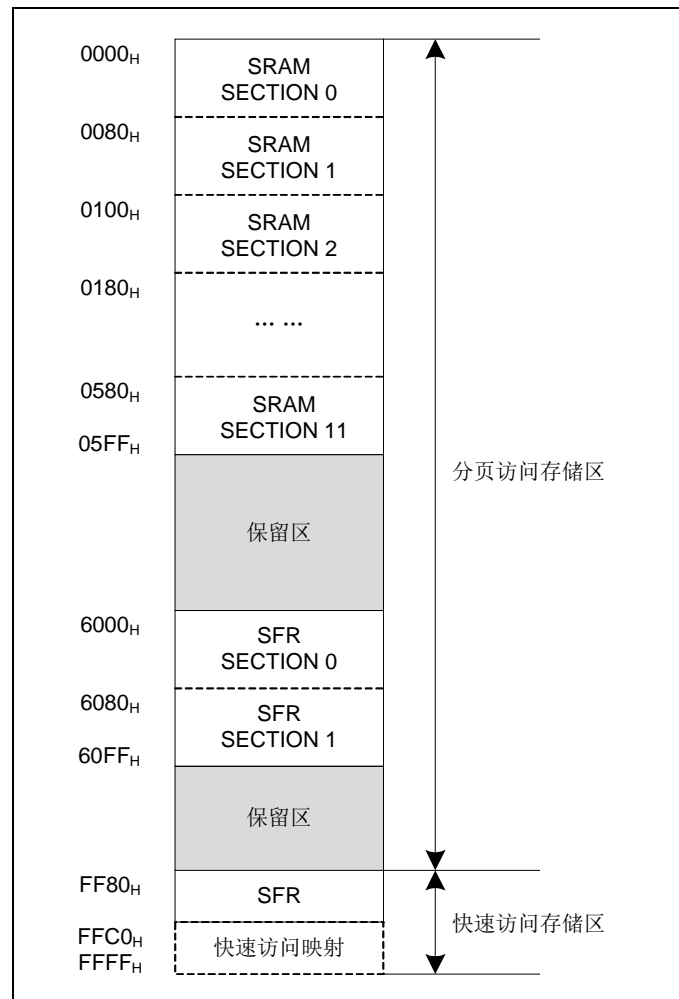 0000H
SRAM
SECTION 0
0080H
SRAM
SECTION 1
0100H
SRAM
SECTION 2
0180H
... ...
0580H
SRAM
SECTION 11
05FFH
分页访问存储区
保留区
6000H
SFR
SECTION 0
6080H
SFR
SECTION 1
60FFH
保留区
FF80H
SFR
快速访问存储区
FFC0H
快速访问映射
FFFFH